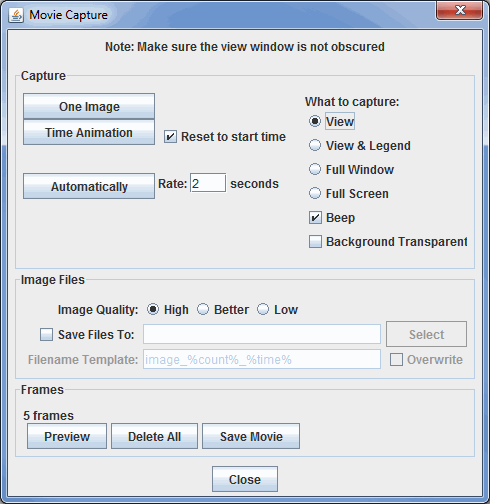 Movie Capture
Note: Make sure the view window is not obscured
Capture
One Image
What to capture:
Time Animation
Reset to start time
View
View & Legend
Full Window
Automatically
Rate: 2 seconds
Full Screen
Beep
Background Transparent
Image Files
Image Quality: High Better Low
Save Files To: Select
Filename Template: image_%count%_%time% Overwrite
Frames
5 frames
Preview Delete All Save Movie
Close